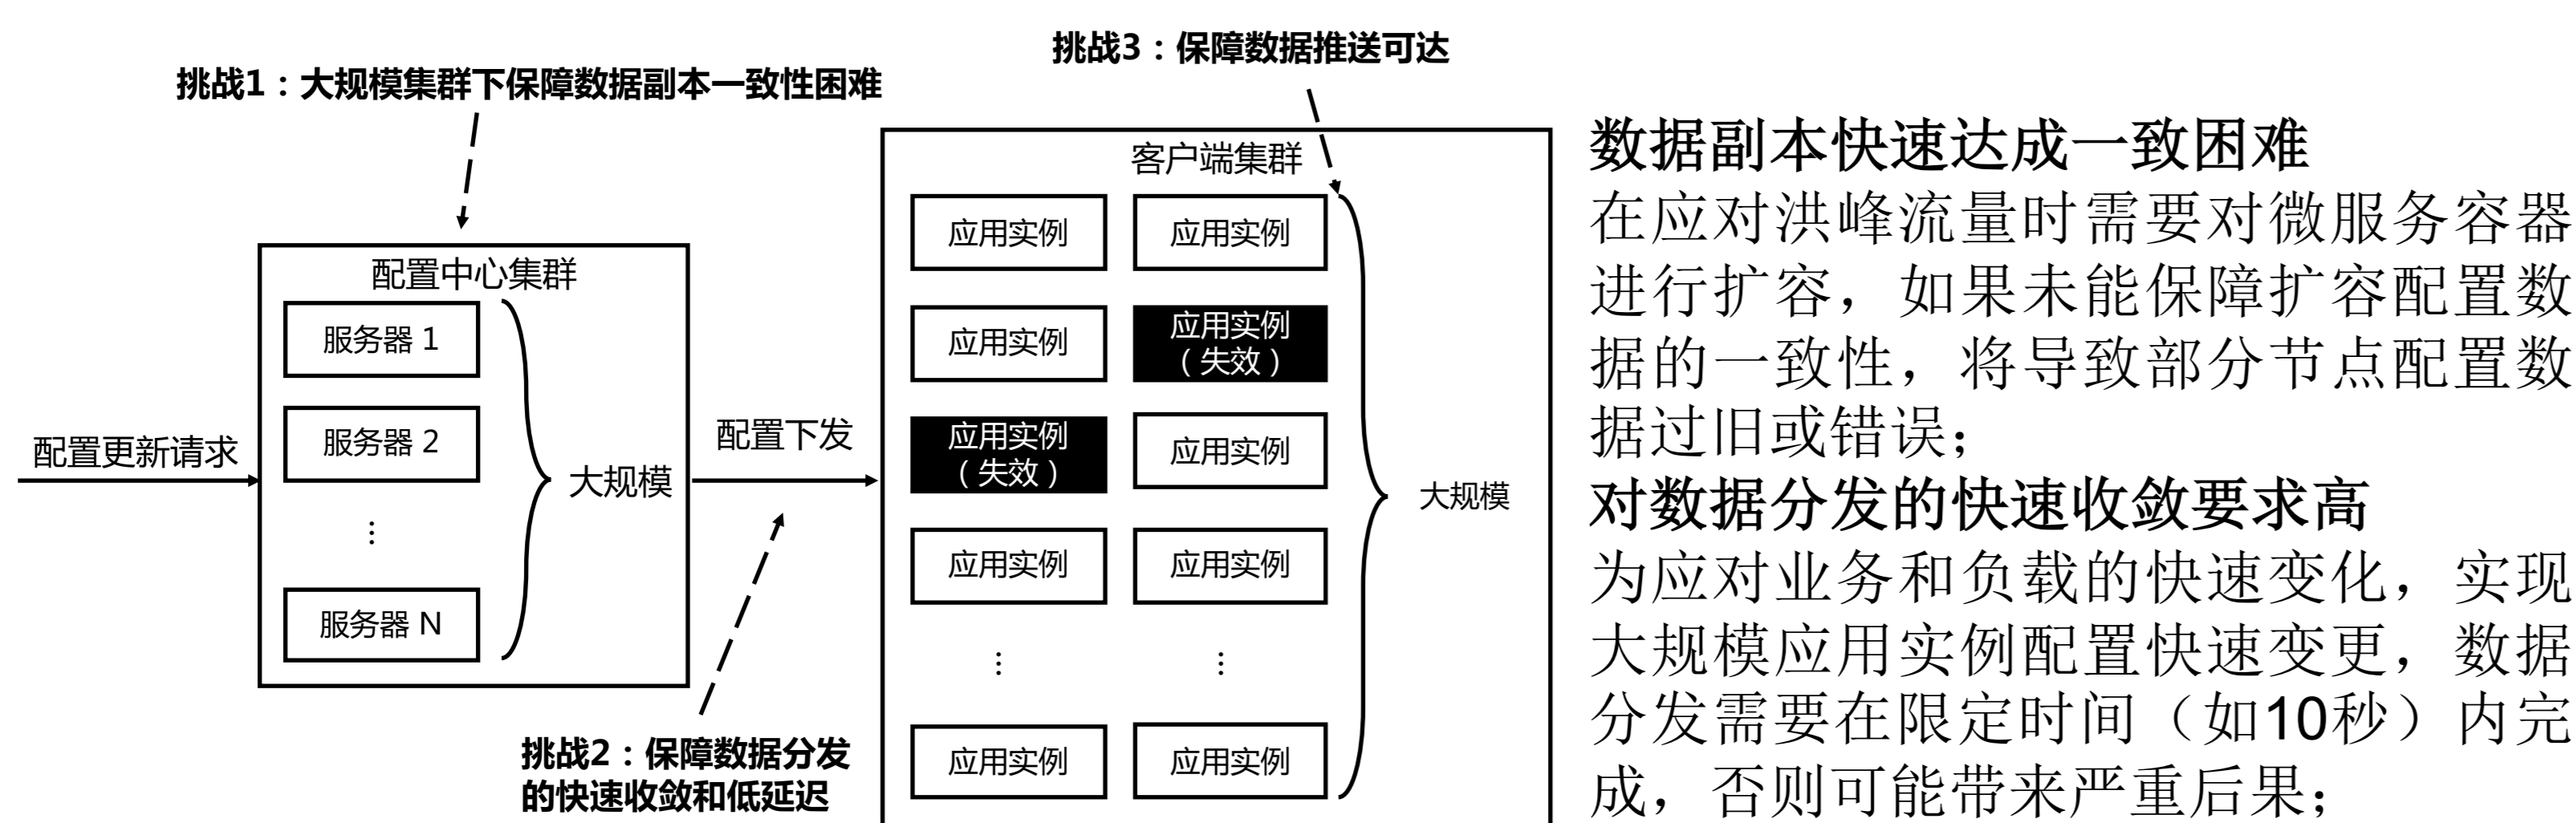 挑战3：保障数据推送可达
挑战1：大规模集群下保障数据副本一致性困难
配置更新请求
配置中心集群
服务器 1
服务器 2
⋮
服务器 N
大规模
配置下发
挑战2：保障数据分发
的快速收敛和低延迟
客户端集群
应用实例
应用实例
应用实例
应用实例
（失效）
应用实例
（失效）
应用实例
应用实例
应用实例
⋮
⋮
应用实例
应用实例
大规模
数据副本快速达成一致困难
在应对洪峰流量时需要对微服务容器
进行扩容，如果未能保障扩容配置数
据的一致性，将导致部分节点配置数
据过旧或错误；
对数据分发的快速收敛要求高
为应对业务和负载的快速变化，实现
大规模应用实例配置快速变更，数据
分发需要在限定时间（如10秒）内完
成，否则可能带来严重后果；